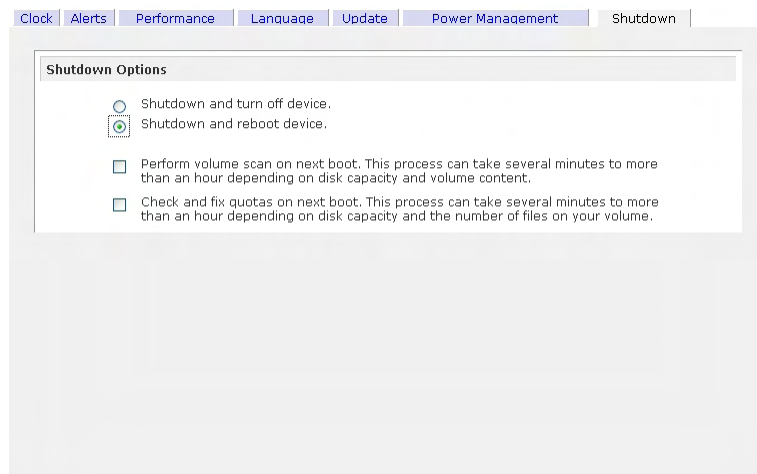 Clock Alerts Performance Language Update Power Management Shutdown
Shutdown Options
Shutdown and turn off device.
Shutdown and reboot device.
Perform volume scan on next boot. This process can take several minutes to more
than an hour depending on disk capacity and volume content.
Check and fix quotas on next boot. This process can take several minutes to more
than an hour depending on disk capacity and the number of files on your volume.